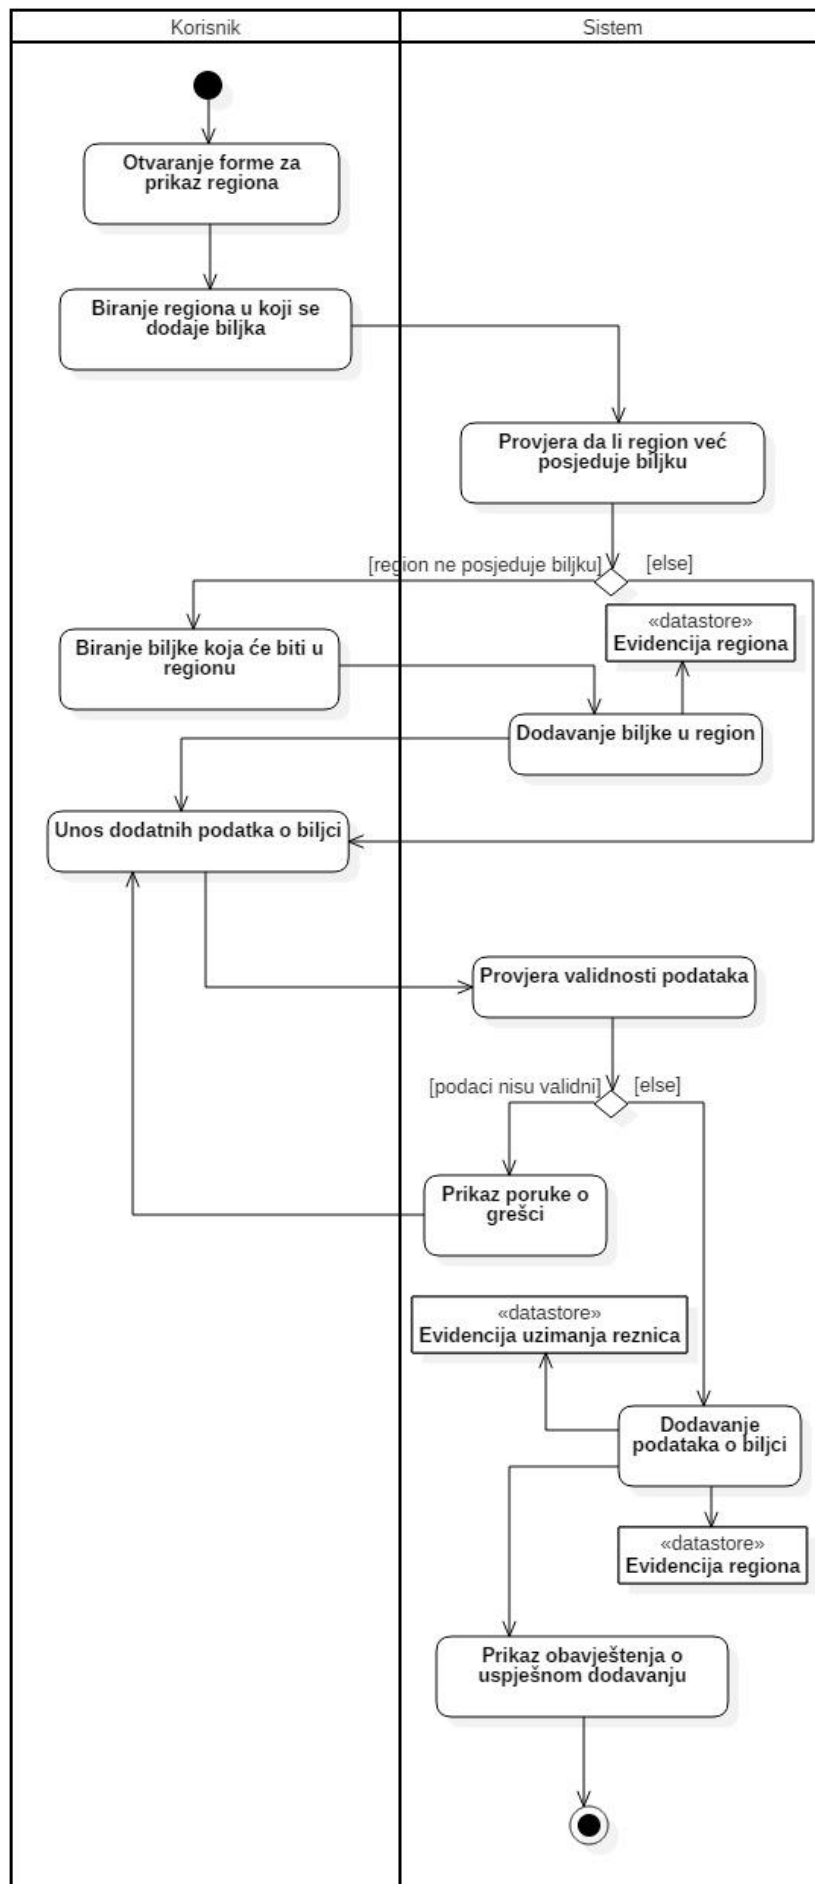 Korisnik
Sistem
Otvaranje forme za
prikaz regiona
Biranje regiona u koji se
dodaje biljka
Provjera da li region već
posjeduje biljku
[region ne posjeduje biljku]
[else]
«datastore»
Evidencija regiona
Biranje biljke koja će biti u
regionu
Dodavanje biljke u region
Unos dodatnih podatka o biljci
Provjera validnosti podataka
[podaci nisu validni]
[else]
Prikaz poruke o
grešci
«datastore»
Evidencija uzimanja reznica
Dodavanje
podataka o biljci
«datastore»
Evidencija regiona
Prikaz obavještenja o
uspješnom dodavanju